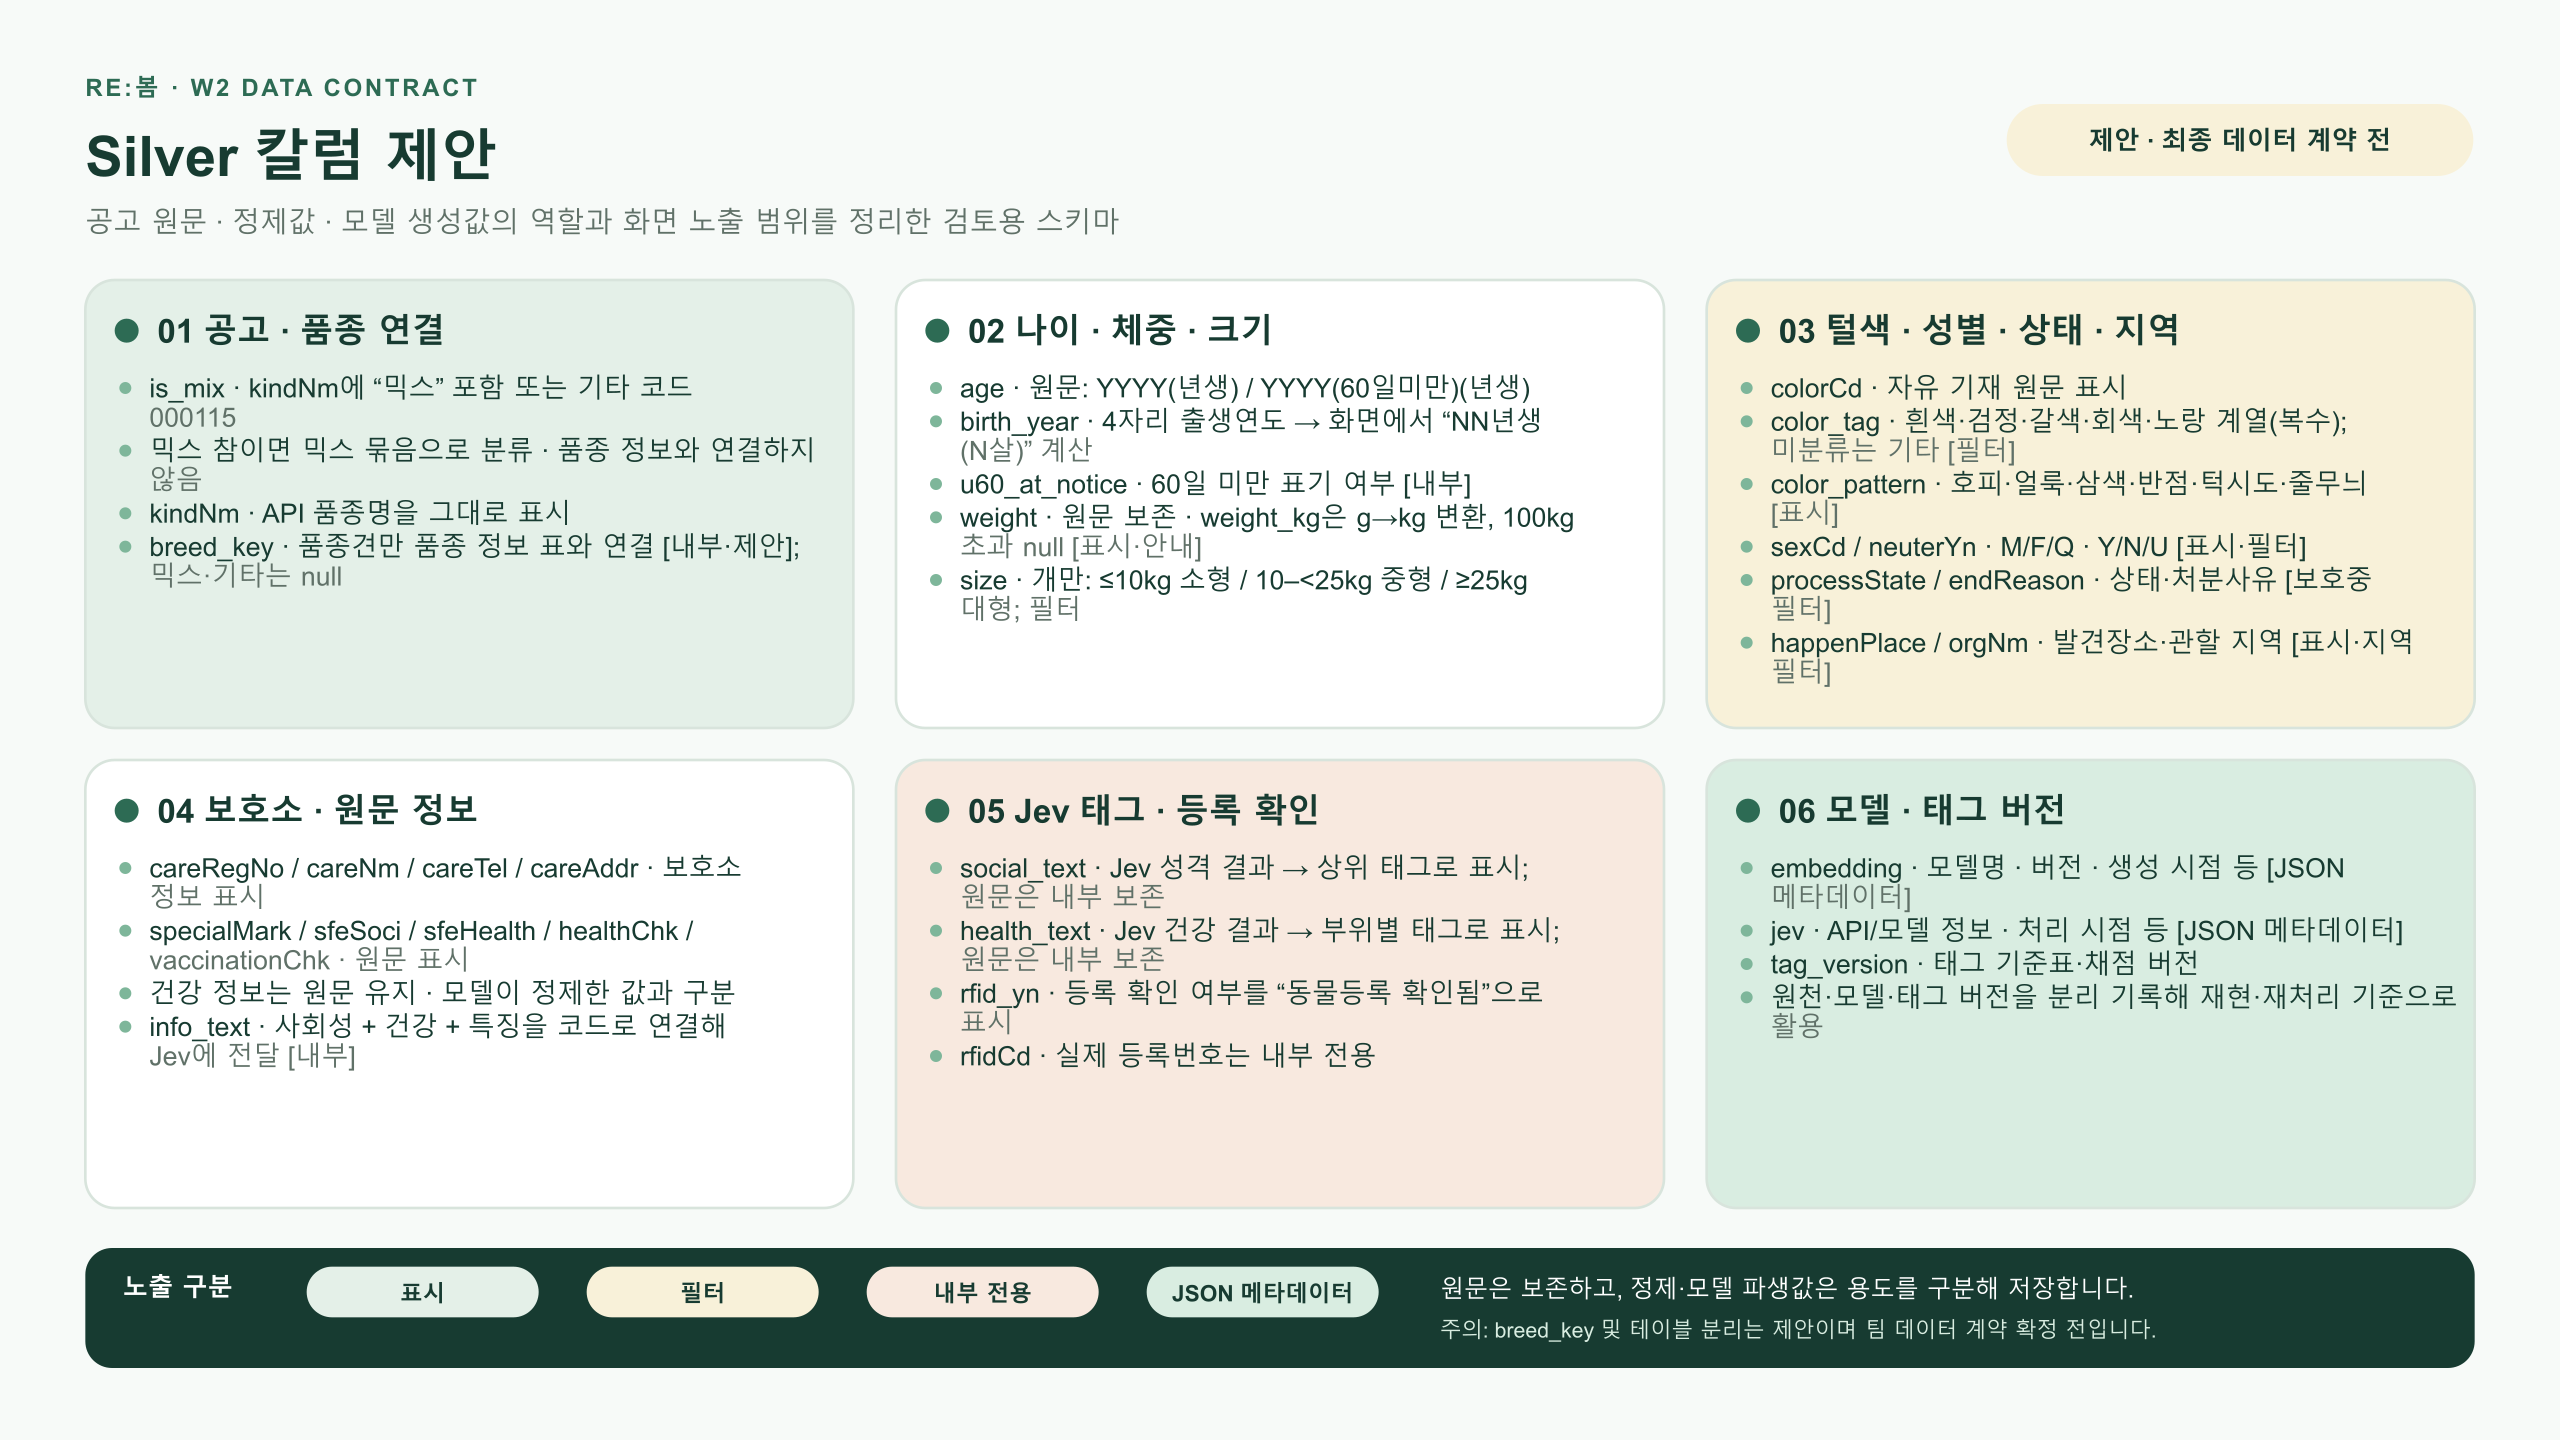 RE:봄 · W2 DATA CONTRACT
Silver 칼럼 제안
제안 · 최종 데이터 계약 전
공고 원문 · 정제값 · 모델 생성값의 역할과 화면 노출 범위를 정리한 검토용 스키마
01 공고 · 품종 연결
is_mix · kindNm에 “믹스” 포함 또는 기타 코드
000115
믹스 참이면 믹스 묶음으로 분류 · 품종 정보와 연결하지
않음
kindNm · API 품종명을 그대로 표시
breed_key · 품종견만 품종 정보 표와 연결 [내부·제안];
믹스·기타는 null
02 나이 · 체중 · 크기
age · 원문: YYYY(년생) / YYYY(60일미만)(년생)
birth_year · 4자리 출생연도 → 화면에서 “NN년생
(N살)” 계산
u60_at_notice · 60일 미만 표기 여부 [내부]
weight · 원문 보존 · weight_kg은 g→kg 변환, 100kg
초과 null [표시·안내]
size · 개만: ≤10kg 소형 / 10–<25kg 중형 / ≥25kg
대형; 필터
03 털색 · 성별 · 상태 · 지역
colorCd · 자유 기재 원문 표시
color_tag · 흰색·검정·갈색·회색·노랑 계열(복수);
미분류는 기타 [필터]
color_pattern · 호피·얼룩·삼색·반점·턱시도·줄무늬
[표시]
sexCd / neuterYn · M/F/Q · Y/N/U [표시·필터]
processState / endReason · 상태·처분사유 [보호중
필터]
happenPlace / orgNm · 발견장소·관할 지역 [표시·지역
필터]
04 보호소 · 원문 정보
careRegNo / careNm / careTel / careAddr · 보호소
정보 표시
specialMark / sfeSoci / sfeHealth / healthChk /
vaccinationChk · 원문 표시
건강 정보는 원문 유지 · 모델이 정제한 값과 구분
info_text · 사회성 + 건강 + 특징을 코드로 연결해
Jev에 전달 [내부]
05 Jev 태그 · 등록 확인
social_text · Jev 성격 결과 → 상위 태그로 표시;
원문은 내부 보존
health_text · Jev 건강 결과 → 부위별 태그로 표시;
원문은 내부 보존
rfid_yn · 등록 확인 여부를 “동물등록 확인됨”으로
표시
rfidCd · 실제 등록번호는 내부 전용
06 모델 · 태그 버전
embedding · 모델명 · 버전 · 생성 시점 등 [JSON
메타데이터]
jev · API/모델 정보 · 처리 시점 등 [JSON 메타데이터]
tag_version · 태그 기준표·채점 버전
원천·모델·태그 버전을 분리 기록해 재현·재처리 기준으로
활용
노출 구분
표시
필터
내부 전용
JSON 메타데이터
원문은 보존하고, 정제·모델 파생값은 용도를 구분해 저장합니다.
주의: breed_key 및 테이블 분리는 제안이며 팀 데이터 계약 확정 전입니다.